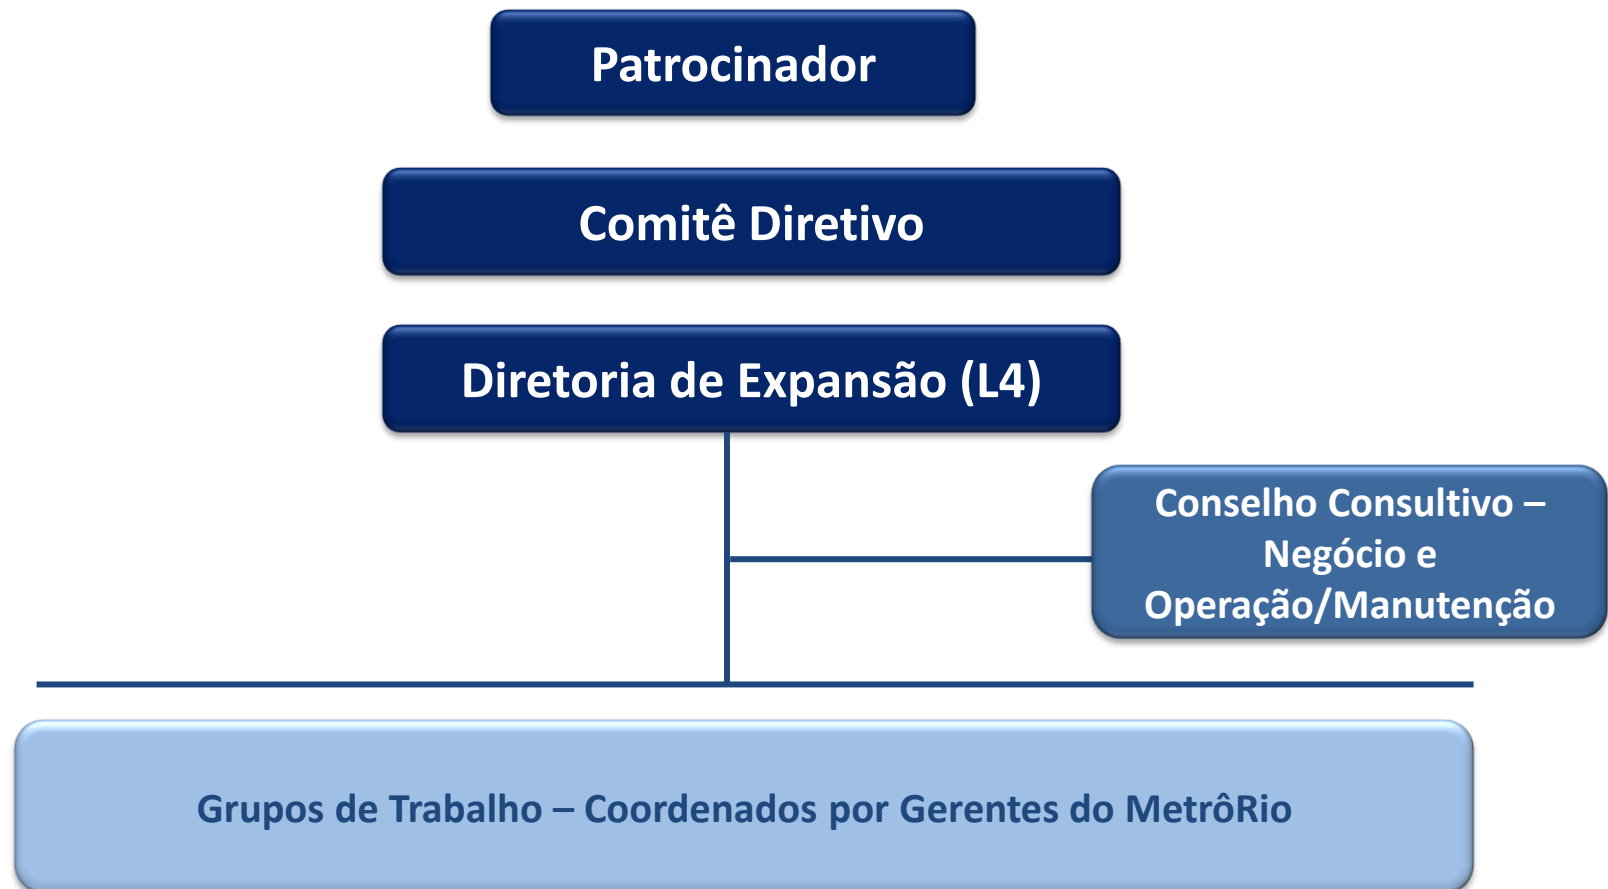 Patrocinador
Comitê Diretivo
Diretoria de Expansão (L4)
Conselho Consultivo –
Negócio e
Operação/Manutenção
Grupos de Trabalho – Coordenados por Gerentes do MetrôRio